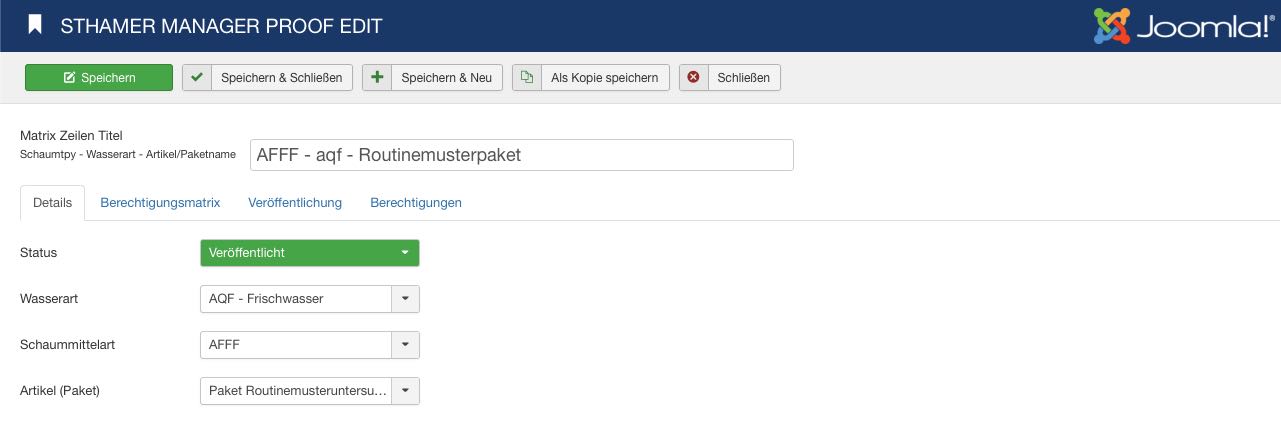 STHAMER MANAGER PROOF EDIT
Joomla!®
Speichern
Speichern & Schließen
Speichern & Neu
Als Kopie speichern
Schließen
Matrix Zeilen Titel
Schaumtpy - Wasserart - Artikel/Paketname
AFFF - aqf - Routinemusterpaket
Details
Berechtigungsmatrix
Veröffentlichung
Berechtigungen
Status
Veröffentlicht
Wasserart
AQF - Frischwasser
Schaummittelart
AFFF
Artikel (Paket)
Paket Routinemusteruntersu...